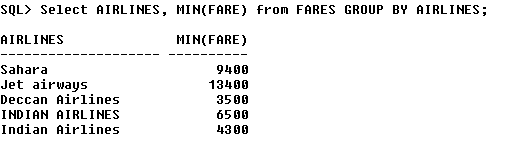 SQL> Select AIRLINES, MIN(FARE) from FARES GROUP BY AIRLINES;
AIRLINES MIN(FARE)
-------------------- ----------
Sahara 9400
Jet airways 13400
Deccan Airlines 3500
INDIAN AIRLINES 6500
Indian Airlines 4300